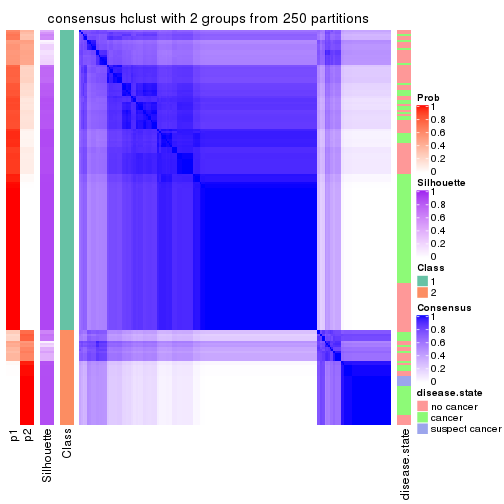 consensus hclust with 2 groups from 250 partitions
Prob
1
0.8
0.6
0.4
0.2
0
Silhouette
1
0.8
0.6
0.4
0.2
0
Class
1
2
Consensus
1
0.8
0.6
0.4
0.2
0
disease.state
no cancer
cancer
suspect cancer
p1
p2
Silhouette
Class
disease.state